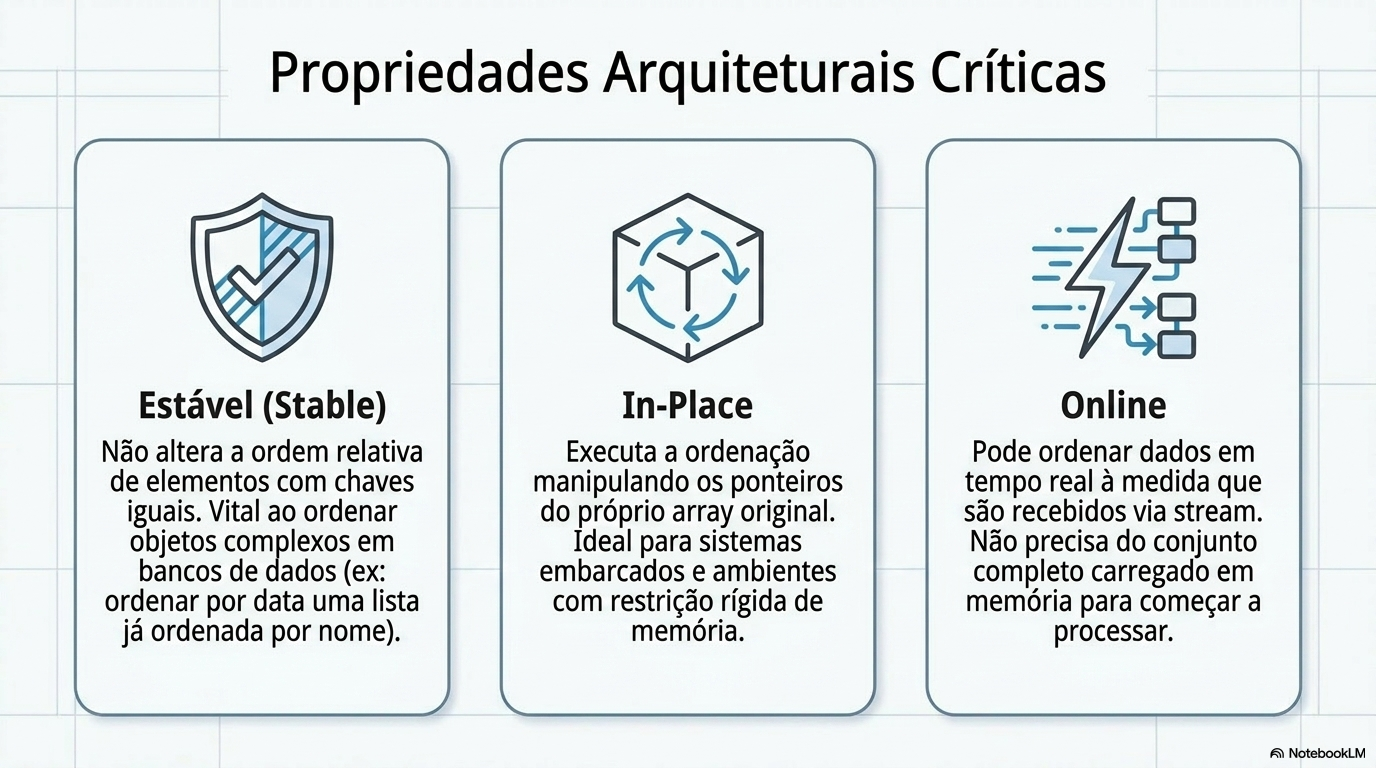 Propriedades Arquiteturais Críticas
Estável (Stable)
Não altera a ordem relativa
de elementos com chaves
iguais. Vital ao ordenar
objetos complexos em
bancos de dados (ex:
ordenar por data uma lista
já ordenada por nome).
In-Place
Executa a ordenação
manipulando os ponteiros
do próprio array original.
Ideal para sistemas
embarcados e ambientes
com restrição rígida de
memória.
Online
Pode ordenar dados em
tempo real à medida que
são recebidos via stream.
Não precisa do conjunto
completo carregado em
memória para começar a
processar.
NotebookLM